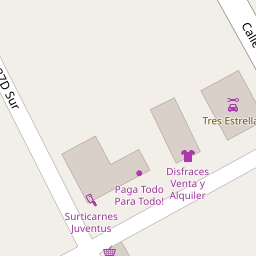 Calle
27D Sur
Tres Estrella
Disfraces
Venta y
Alquiler
Paga Todo
Para Todo!
Surticarnes
Juventus